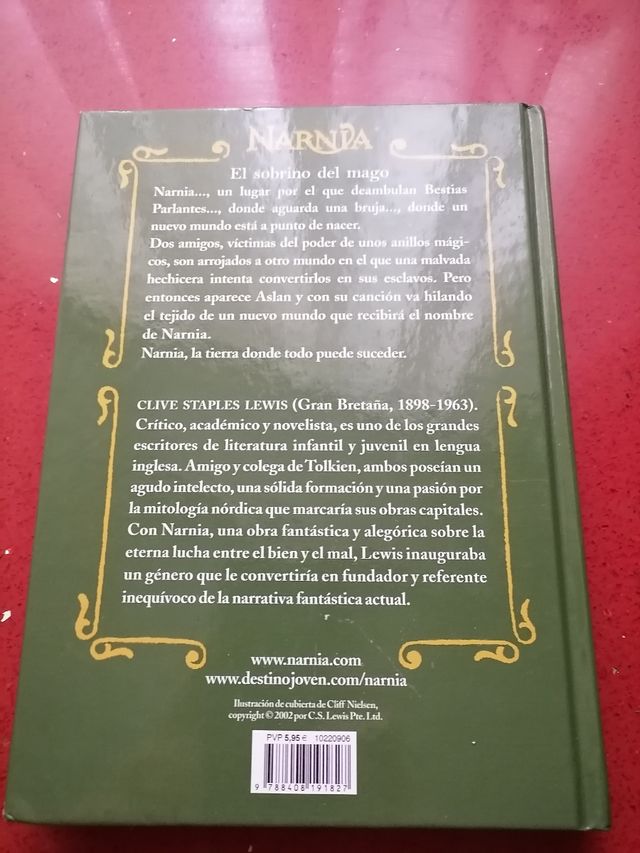 NARNIA
El sobrino del mago
Narnia..., un lugar por el que deambulan Bestias
Parlantes..., donde aguarda una bruja..., donde un
nuevo mundo está a punto de nacer.
Dos amigos, víctimas del poder de unos anillos mági-
cos, son arrojados a otro mundo en el que una malvada
hechicera intenta convertirlos en sus esclavos. Pero
entonces aparece Aslan y con su canción va hilando
el tejido de un nuevo mundo que recibirá el nombre
de Narnia.
Narnia, la tierra donde todo puede suceder.
CLIVE STAPLES LEWIS (Gran Bretaña, 1898-1963).
Crítico, académico y novelista, es uno de los grandes
escritores de literatura infantil y juvenil en lengua
inglesa. Amigo y colega de Tolkien, ambos poseían un
agudo intelecto, una sólida formación y una pasión por
la mitología nórdica que marcaría sus obras capitales.
Con Narnia, una obra fantástica y alegórica sobre la
eterna lucha entre el bien y el mal, Lewis inauguraba
un género que le convertiría en fundador y referente
inequívoco de la narrativa fantástica actual.
www.narnia.com
www.destinojoven.com/narnia
Ilustración de cubierta de Cliff Nielsen,
copyright © 2002 por C.S. Lewis Pte. Ltd.
PVP 5,95 € 10220906
9 788408 191827